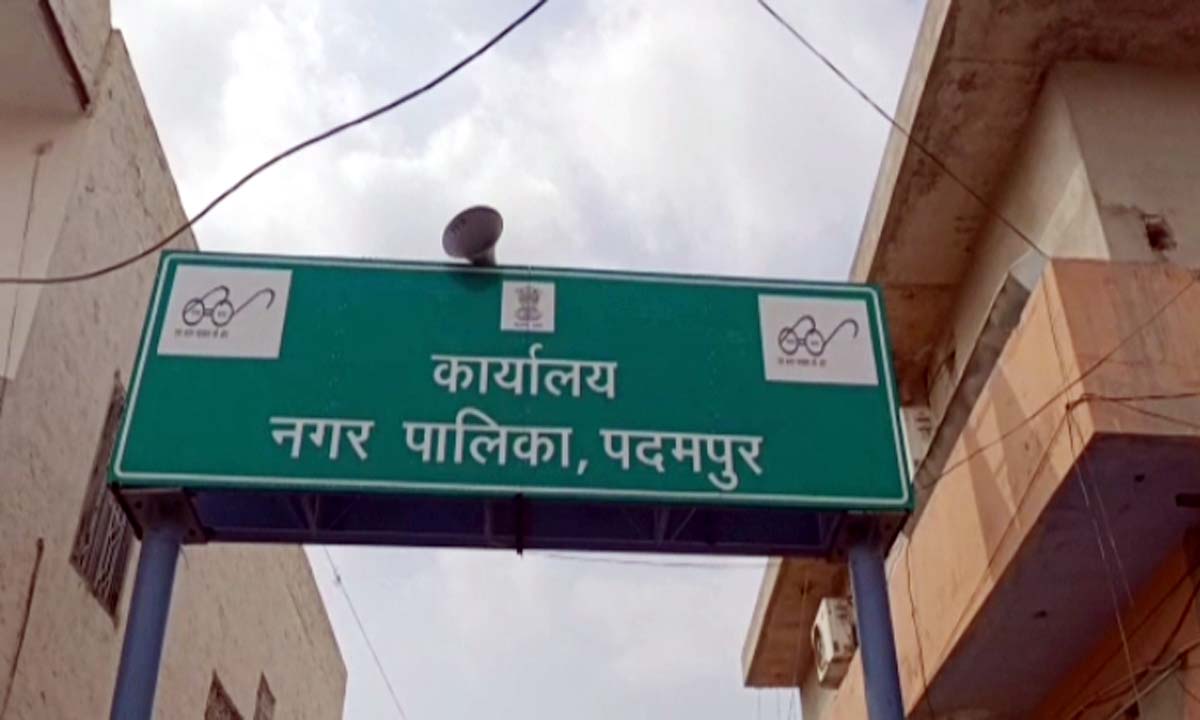 कार्यालय
नगर पालिका, पदमपुर